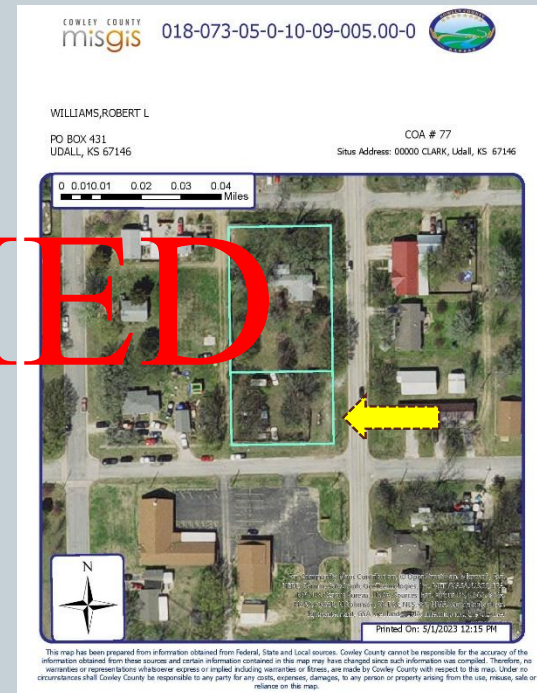 COWLEY COUNTY
misgis
018-073-05-0-10-09-005.00-0
WILLIAMS,ROBERT L
PO BOX 431
UDALL, KS 67146
COA # 77
Situs Address: 00000 CLARK, Udall, KS 67146
0 0.010.01 0.02 0.03 0.04
Miles
IED
N
Printed On: 5/1/2023 12:15 PM
This map has been prepared from information obtained from Federal, State and Local sources. Cowley County cannot be responsible for the accuracy of the
information obtained from these sources and certain information contained in this map may have changed since such information was compiled. Therefore, no
warranties or representations whatsoever express or implied including warranties or fitness, are made by Cowley County with respect to this map. Under no
circumstances shall Cowley County be responsible to any party for any costs, expenses, damages, to any person or property arising from the use, misuse, sale or
reliance on this map.